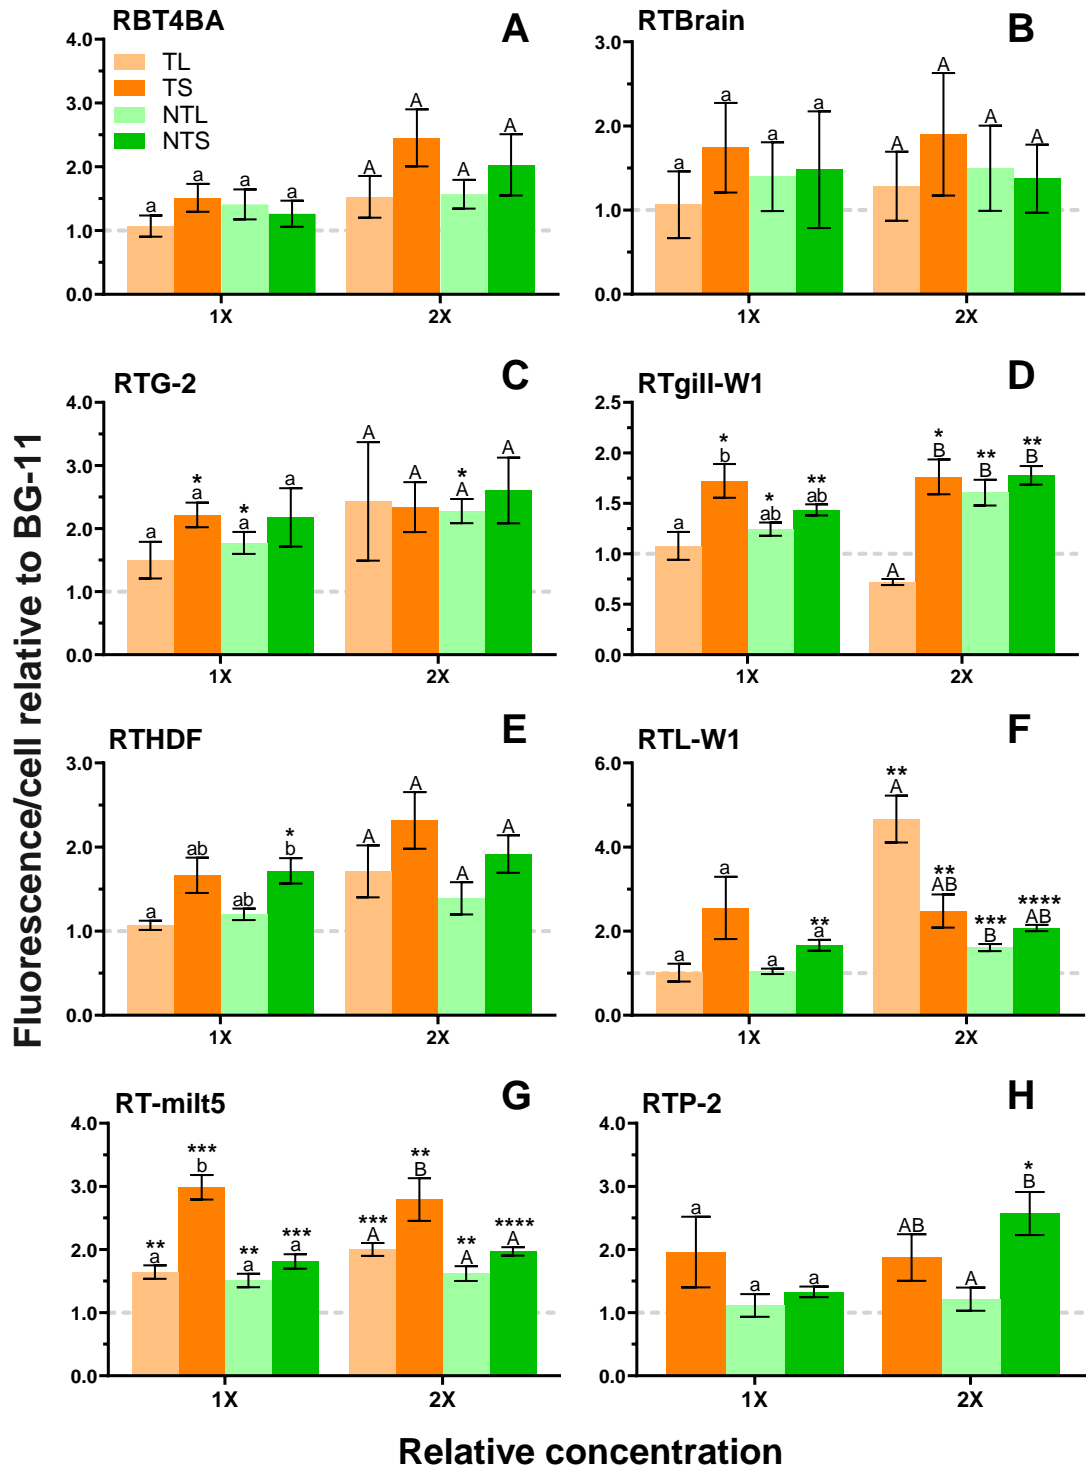 Fluorescence/cell relative to BG-11
RBT4BA
A
TL
TS
NTL
NTS
4.0
3.0
2.0
1.0
0.0
a
a
a
a
A
A
A
A
1X
2X
RTBrain
B
3.0
2.0
1.0
0.0
a
a
a
a
A
A
A
A
1X
2X
RTG-2
C
4.0
3.0
2.0
1.0
0.0
a
*
a
*
a
a
A
A
*
A
A
1X
2X
RTgill-W1
D
2.5
2.0
1.5
1.0
0.5
0.0
a
*
b
*
ab
**
ab
A
*
B
**
B
**
B
1X
2X
RTHDF
E
3.0
2.0
1.0
0.0
a
ab
ab
*
b
A
A
A
A
1X
2X
RTL-W1
F
6.0
4.0
2.0
0.0
a
a
a
**
a
**
A
**
AB
***
B
****
AB
1X
2X
RT-milt5
G
4.0
3.0
2.0
1.0
0.0
**
a
***
b
**
a
***
a
***
A
**
B
**
A
****
A
1X
2X
RTP-2
H
4.0
3.0
2.0
1.0
0.0
a
a
a
AB
A
*
B
1X
2X
Relative concentration